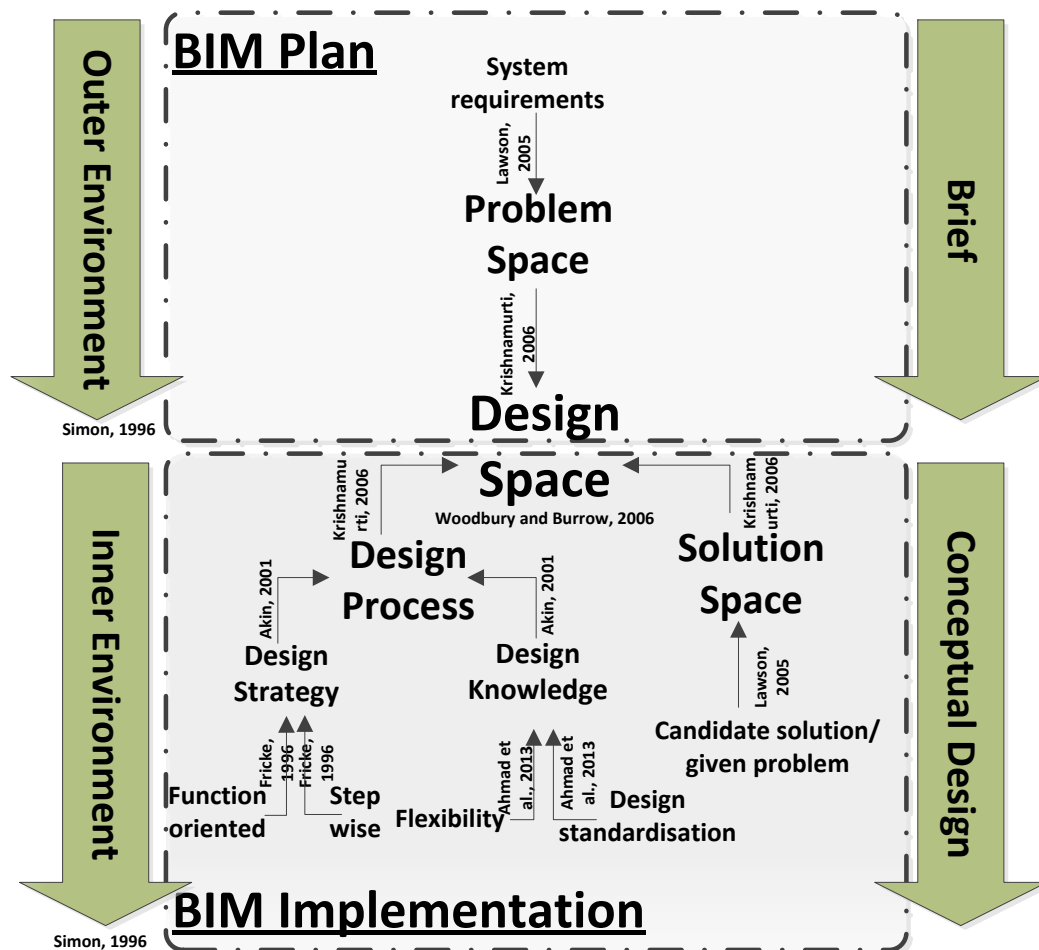 BIM Plan
Outer Environment
Simon, 1996
Brief
System
requirements
Lawson,
2005
Problem
Space
Krishnamurti,
2006
Design
Space
Woodbury and Burrow, 2006
Inner Environment
Simon, 1996
Conceptual Design
Krishnamu
rti, 2006
Krishnam
urti, 2006
Design
Process
Solution
Space
Akin, 2001
Akin, 2001
Design
Strategy
Design
Knowledge
Lawson,
2005
Candidate solution/
given problem
Fricke,
1996
Fricke,
1996
Ahmad et
al., 2013
Ahmad et
al., 2013
Function
oriented
Step
wise
Flexibility
Design
standardisation
BIM Implementation